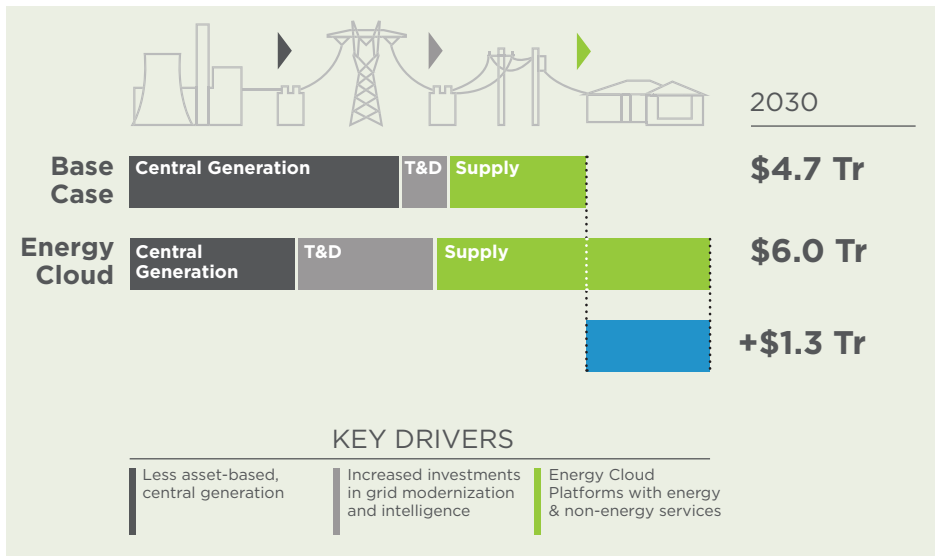 2030
Base
Case
Central Generation
T&D
Supply
$4.7 Tr
Energy
Cloud
Central
Generation
T&D
Supply
$6.0 Tr
+$1.3 Tr
KEY DRIVERS
Less asset-based,
central generation
Increased investments
in grid modernization
and intelligence
Energy Cloud
Platforms with energy
& non-energy services